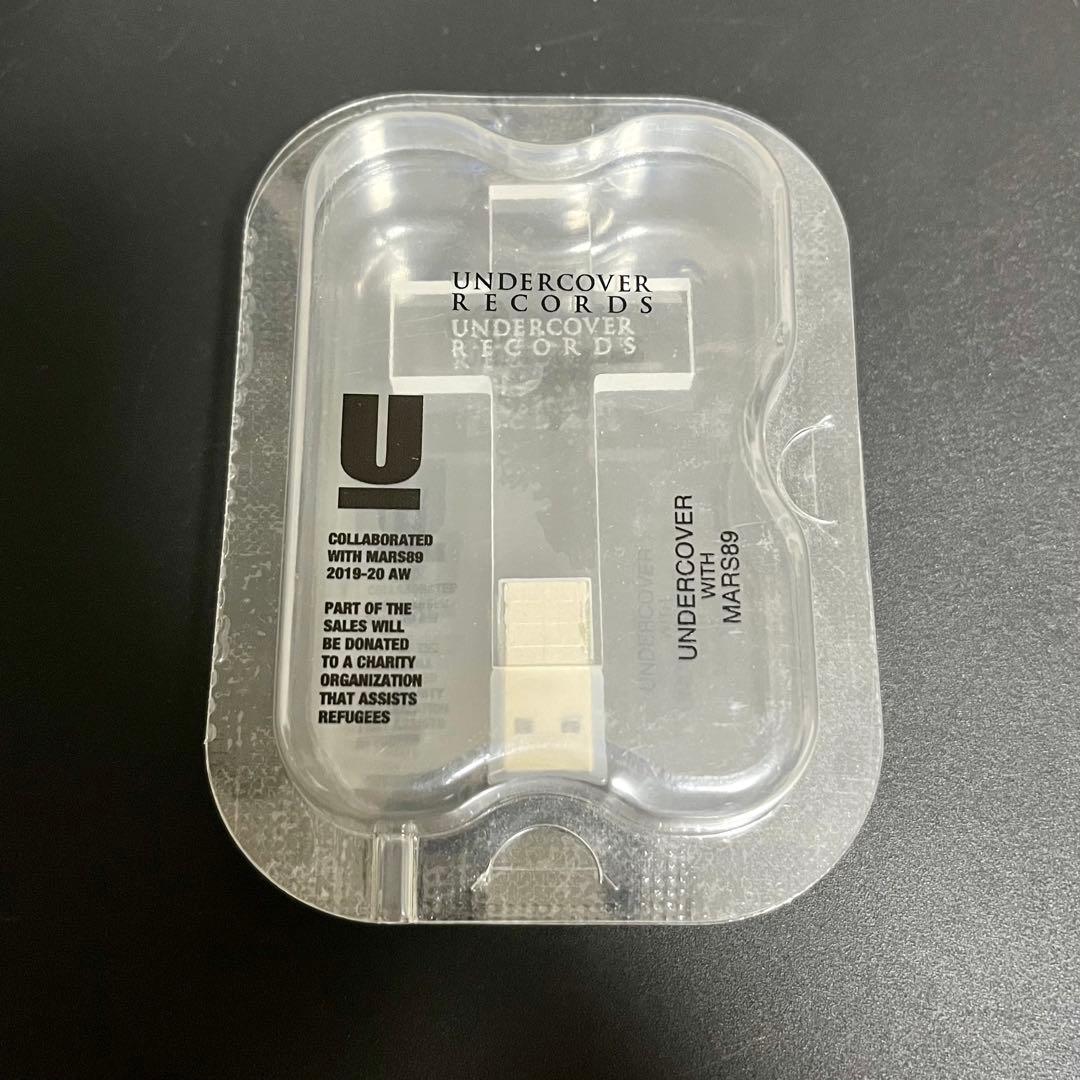 UNDERCOVER
RECORDS
UNDERCOVER
RECORDS
U
COLLABORATED
WITH MARS89
2019-20 AW
PART OF THE
SALES WILL
BE DONATED
TO A CHARITY
ORGANIZATION
THAT ASSISTS
REFUGEES
UNDERCOVER
WITH
MARS89